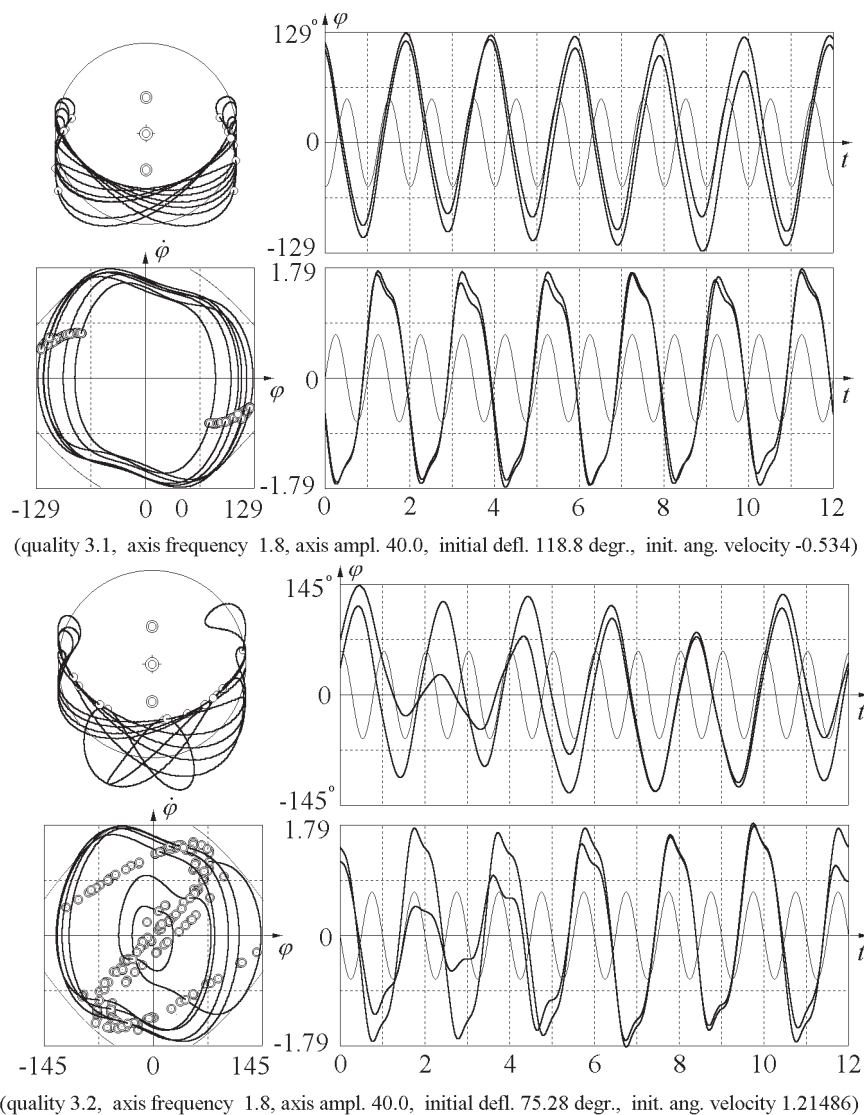 129° φ
0
t
-129
φ̇
1.79
0
φ
t
-1.79
-129 0 0 129
0 2 4 6 8 10 12
(quality 3.1, axis frequency 1.8, axis ampl. 40.0, initial defl. 118.8 degr., init. ang. velocity -0.534)
145° φ
0
t
-145°
φ̇
1.79
0
φ
t
-1.79
-145 0 145
0 2 4 6 8 10 12
(quality 3.2, axis frequency 1.8, axis ampl. 40.0, initial defl. 75.28 degr., init. ang. velocity 1.21486)